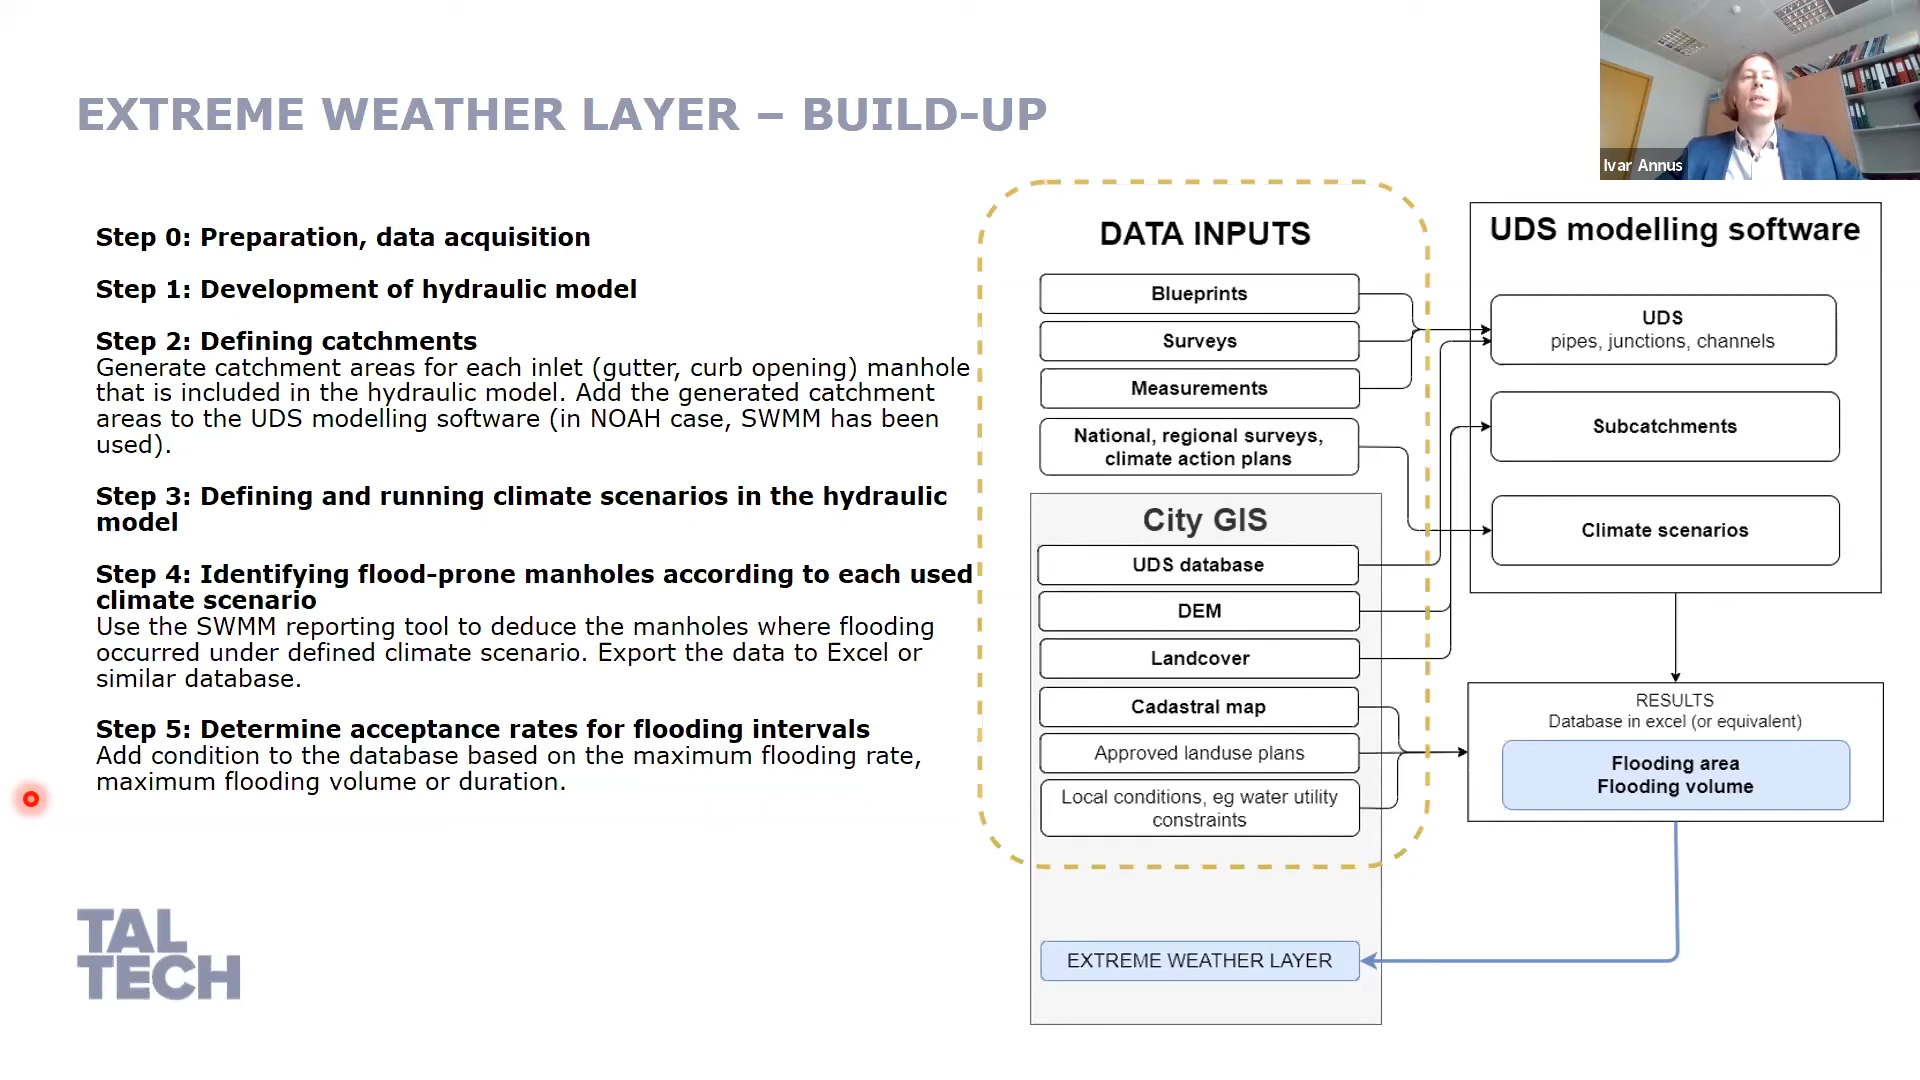 EXTREME WEATHER LAYER – BUILD-UP
Ivar Annus
Step 0: Preparation, data acquisition
Step 1: Development of hydraulic model
Step 2: Defining catchments
Generate catchment areas for each inlet (gutter, curb opening) manhole
that is included in the hydraulic model. Add the generated catchment
areas to the UDS modelling software (in NOAH case, SWMM has been
used).
Step 3: Defining and running climate scenarios in the hydraulic
model
Step 4: Identifying flood-prone manholes according to each used
climate scenario
Use the SWMM reporting tool to deduce the manholes where flooding
occurred under defined climate scenario. Export the data to Excel or
similar database.
Step 5: Determine acceptance rates for flooding intervals
Add condition to the database based on the maximum flooding rate,
maximum flooding volume or duration.
TAL
TECH
DATA INPUTS
Blueprints
Surveys
Measurements
National, regional surveys,
climate action plans
City GIS
UDS database
DEM
Landcover
Cadastral map
Approved landuse plans
Local conditions, eg water utility
constraints
EXTREME WEATHER LAYER
UDS modelling software
UDS
pipes, junctions, channels
Subcatchments
Climate scenarios
RESULTS
Database in excel (or equivalent)
Flooding area
Flooding volume